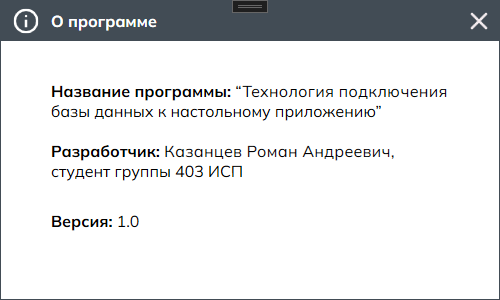 О программе
Название программы: “Технология подключения
базы данных к настольному приложению”
Разработчик: Казанцев Роман Андреевич,
студент группы 403 ИСП
Версия: 1.0